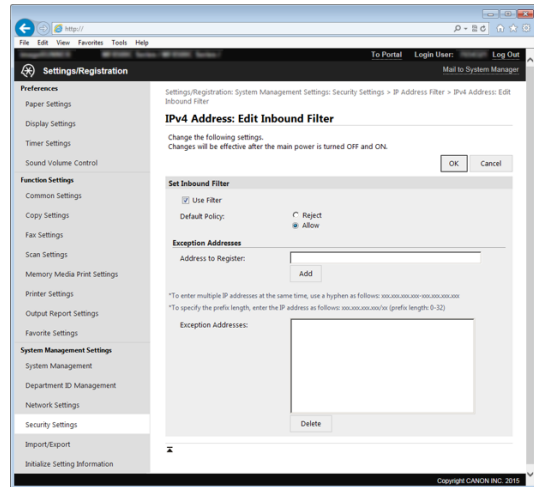 http://
File Edit View Favorites Tools Help
To Portal Login User: Log Out
Settings/Registration
Mail to System Manager
Preferences
Paper Settings
Display Settings
Timer Settings
Sound Volume Control
Function Settings
Common Settings
Copy Settings
Fax Settings
Scan Settings
Memory Media Print Settings
Printer Settings
Output Report Settings
Favorite Settings
System Management Settings
System Management
Department ID Management
Network Settings
Security Settings
Import/Export
Initialize Setting Information
Settings/Registration: System Management Settings: Security Settings > IP Address Filter > IPv4 Address: Edit
Inbound Filter
IPv4 Address: Edit Inbound Filter
Change the following settings.
Changes will be effective after the main power is turned OFF and ON.
OK Cancel
Set Inbound Filter
Use Filter
Default Policy: Reject
Allow
Exception Addresses
Address to Register:
Add
*To enter multiple IP addresses at the same time, use a hyphen as follows: xxx.xxx.xxx.xxx-xxx.xxx.xxx.xxx
*To specify the prefix length, enter the IP address as follows: xxx.xxx.xxx.xxx/xx (prefix length: 0-32)
Exception Addresses:
Delete
Copyright CANON INC. 2015